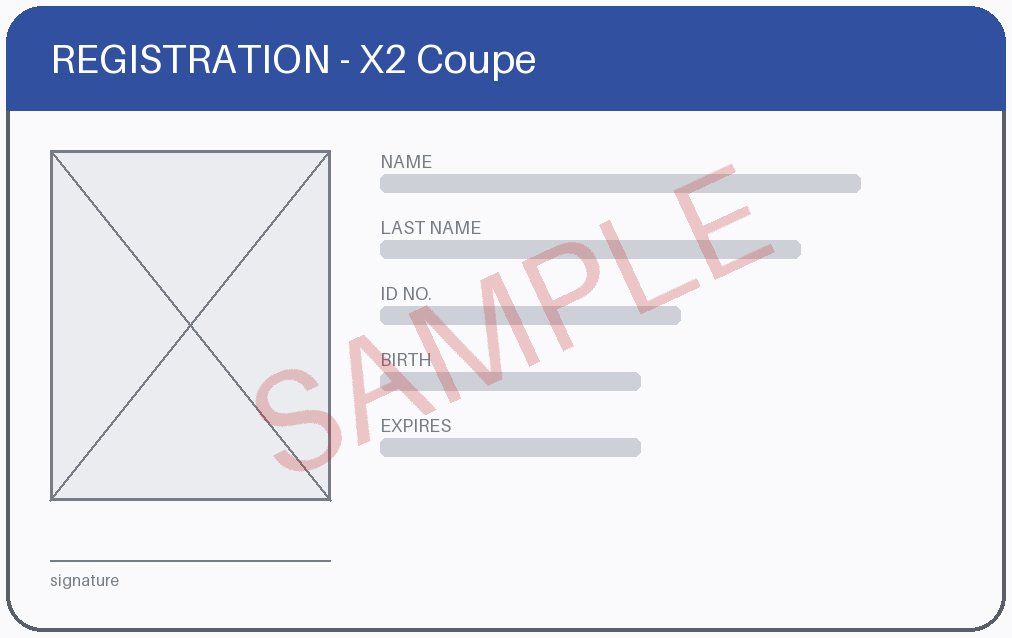 REGISTRATION - X2 Coupe
NAME
LAST NAME
ID NO.
BIRTH
EXPIRES
SAMPLE
signature